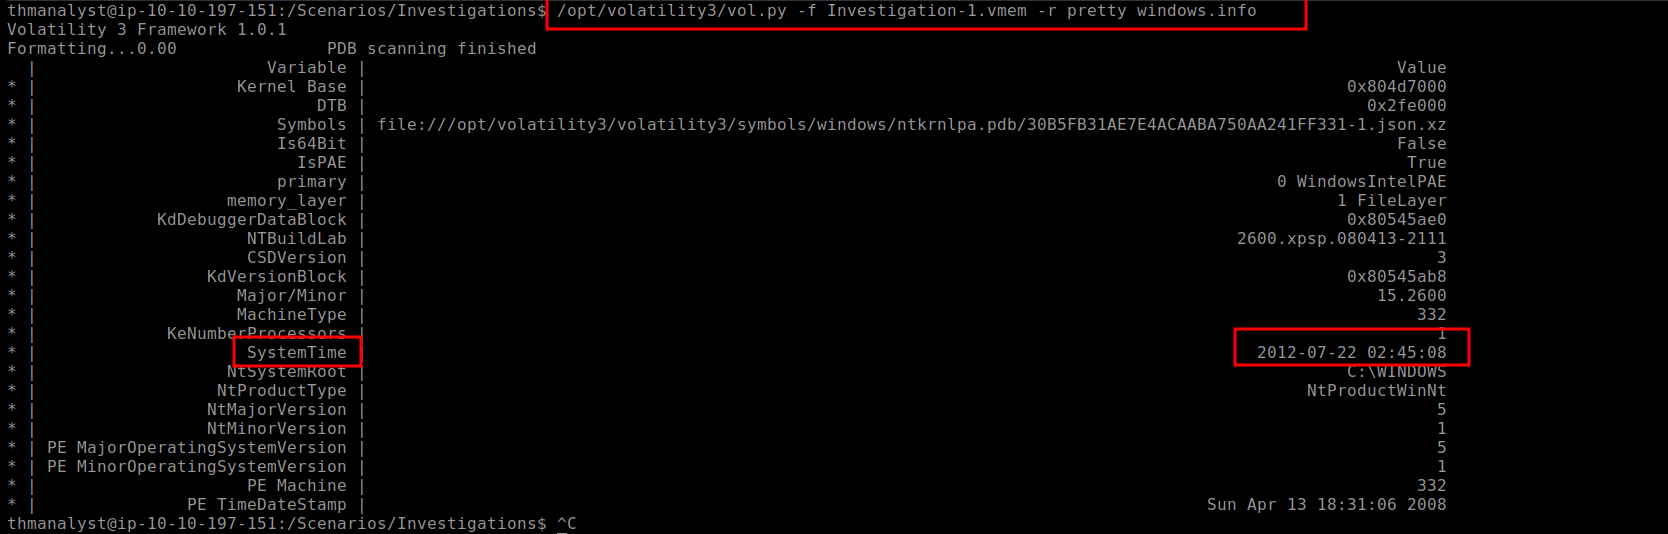 thmanalyst@ip-10-10-197-151:/Scenarios/Investigations$ /opt/volatility3/vol.py -f Investigation-1.vmem -r pretty windows.info
Volatility 3 Framework 1.0.1
Formatting...0.00               PDB scanning finished
  |                        Variable |                                                                                                       Value
* |                     Kernel Base |                                                                                                  0x804d7000
* |                             DTB |                                                                                                    0x2fe000
* |                         Symbols | file:///opt/volatility3/volatility3/symbols/windows/ntkrnlpa.pdb/30B5FB31AE7E4ACAABA750AA241FF331-1.json.xz
* |                         Is64Bit |                                                                                                       False
* |                           IsPAE |                                                                                                        True
* |                         primary |                                                                                           0 WindowsIntelPAE
* |                    memory_layer |                                                                                                 1 FileLayer
* |             KdDebuggerDataBlock |                                                                                                  0x80545ae0
* |                      NTBuildLab |                                                                                       2600.xpsp.080413-2111
* |                      CSDVersion |                                                                                                           3
* |                  KdVersionBlock |                                                                                                  0x80545ab8
* |                     Major/Minor |                                                                                                     15.2600
* |                     MachineType |                                                                                                         332
* |              KeNumberProcessors |                                                                                                           1
* |                      SystemTime |                                                                                         2012-07-22 02:45:08
* |                    NtSystemRoot |                                                                                                  C:\WINDOWS
* |                   NtProductType |                                                                                              NtProductWinNt
* |                  NtMajorVersion |                                                                                                           5
* |                  NtMinorVersion |                                                                                                           1
* | PE MajorOperatingSystemVersion |                                                                                                           5
* | PE MinorOperatingSystemVersion |                                                                                                           1
* |                      PE Machine |                                                                                                         332
* |                PE TimeDateStamp |                                                                                    Sun Apr 13 18:31:06 2008
thmanalyst@ip-10-10-197-151:/Scenarios/Investigations$ ^C